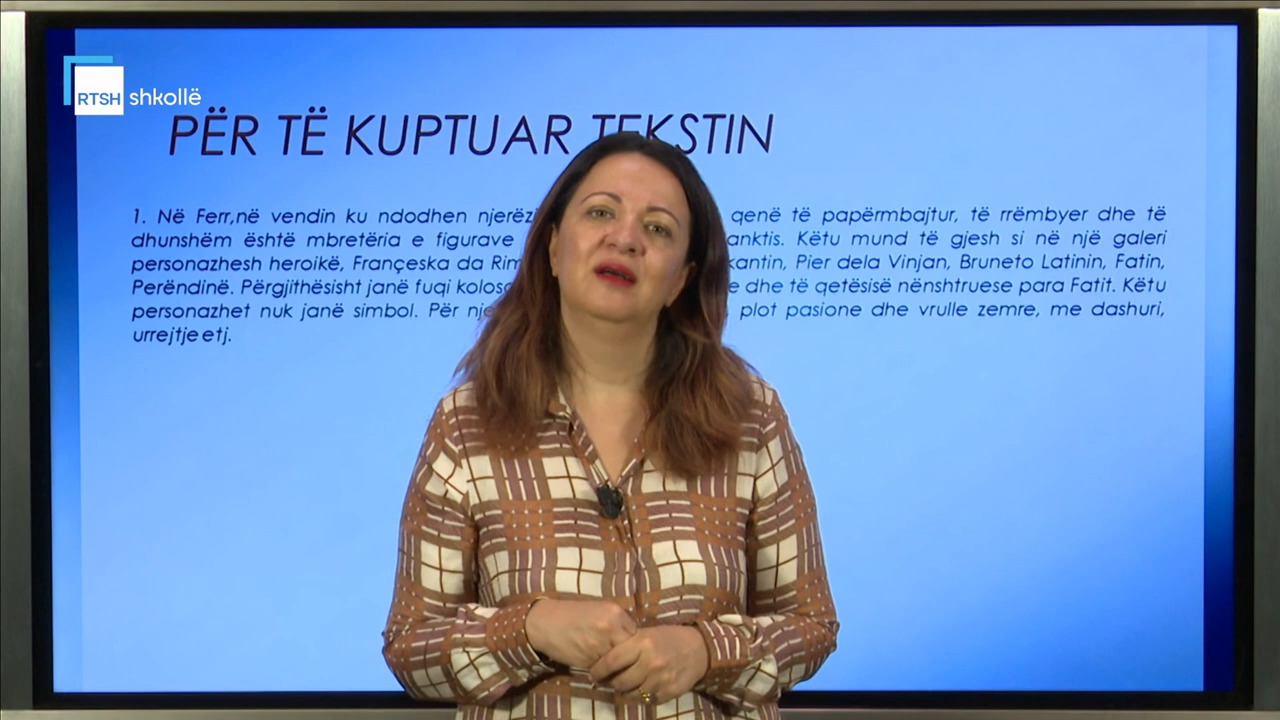 RTSH shkollë
PËR TË KUPTUAR TEKSTIN
1. Në Ferr,në vendin ku ndodhen njerëzi qenë të papërmbajtur, të rrëmbyer dhe të
dhunshëm është mbretëria e figurave Këtu mund të gjesh si në një galeri
personazhesh heroikë, Françeska da Pier dela Vinjan, Bruneto Latinin, Fatin,
Perëndinë. Përgjithësisht janë fuqi dhe të qetësisë nënshtruese para Fatit. Këtu
personazhet nuk janë simbol. Për plot pasione dhe vrulle zemre, me dashuri,
urrejtje etj.